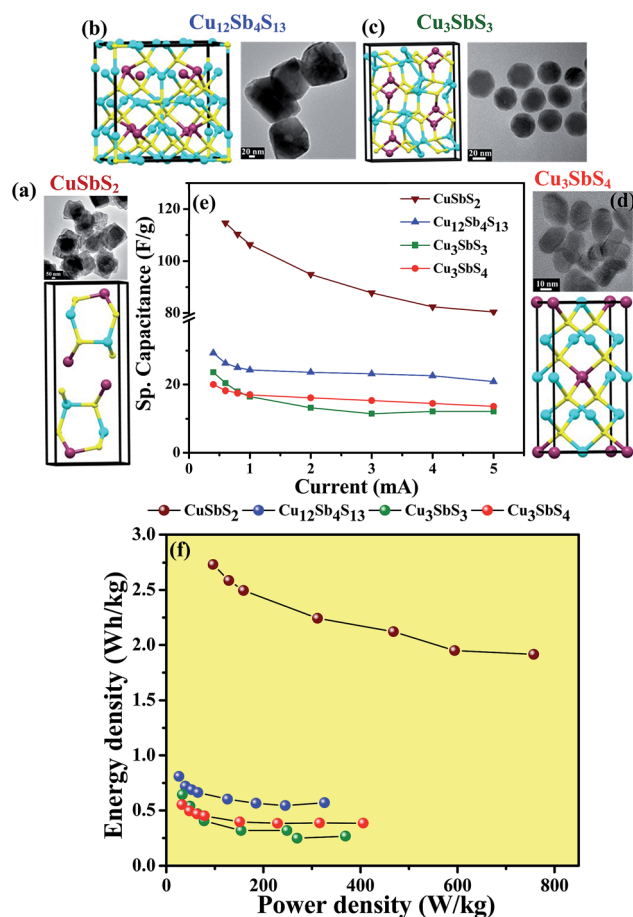 (b) Cu₁₂Sb₄S₁₃
20 nm
(c) Cu₃SbS₃
20 nm
(a)
CuSbS₂
50 nm
Cu₃SbS₄
(d)
10 nm
(e)
CuSbS₂
Cu₁₂Sb₄S₁₃
Cu₃SbS₃
Cu₃SbS₄
Sp. Capacitance (F/g)
120
100
80
40
20
0
0 1 2 3 4 5
Current (mA)
CuSbS₂ Cu₁₂Sb₄S₁₃ Cu₃SbS₃ Cu₃SbS₄
(f)
Energy density (Wh/kg)
3.0
2.5
2.0
1.5
1.0
0.5
0.0
0 200 400 600 800
Power density (W/kg)